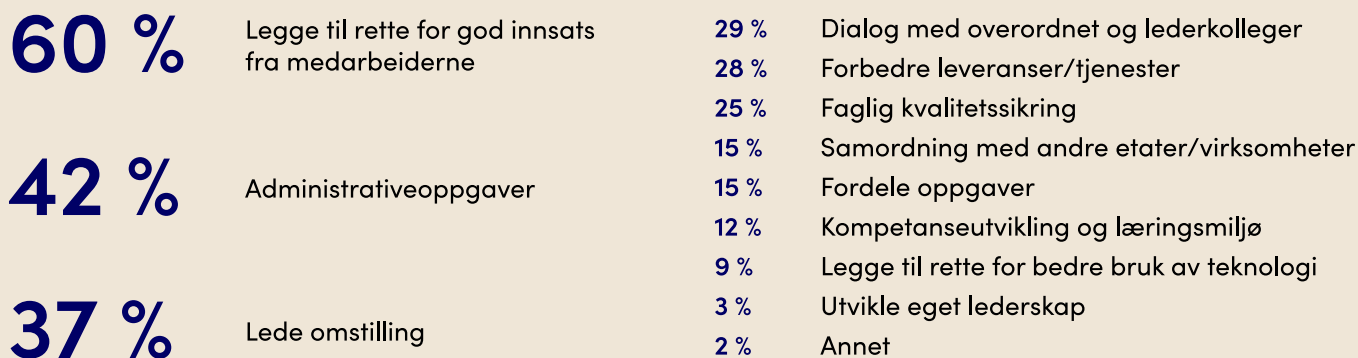 60 %
Legge til rette for god innsats
fra medarbeiderne
42 %
Administrativeoppgaver
37 %
Lede omstilling
29 % Dialog med overordnet og lederkolleger
28 % Forbedre leveranser/tjenester
25 % Faglig kvalitetssikring
15 % Samordning med andre etater/virksomheter
15 % Fordele oppgaver
12 % Kompetanseutvikling og læringsmiljø
9 % Legge til rette for bedre bruk av teknologi
3 % Utvikle eget lederskap
2 % Annet